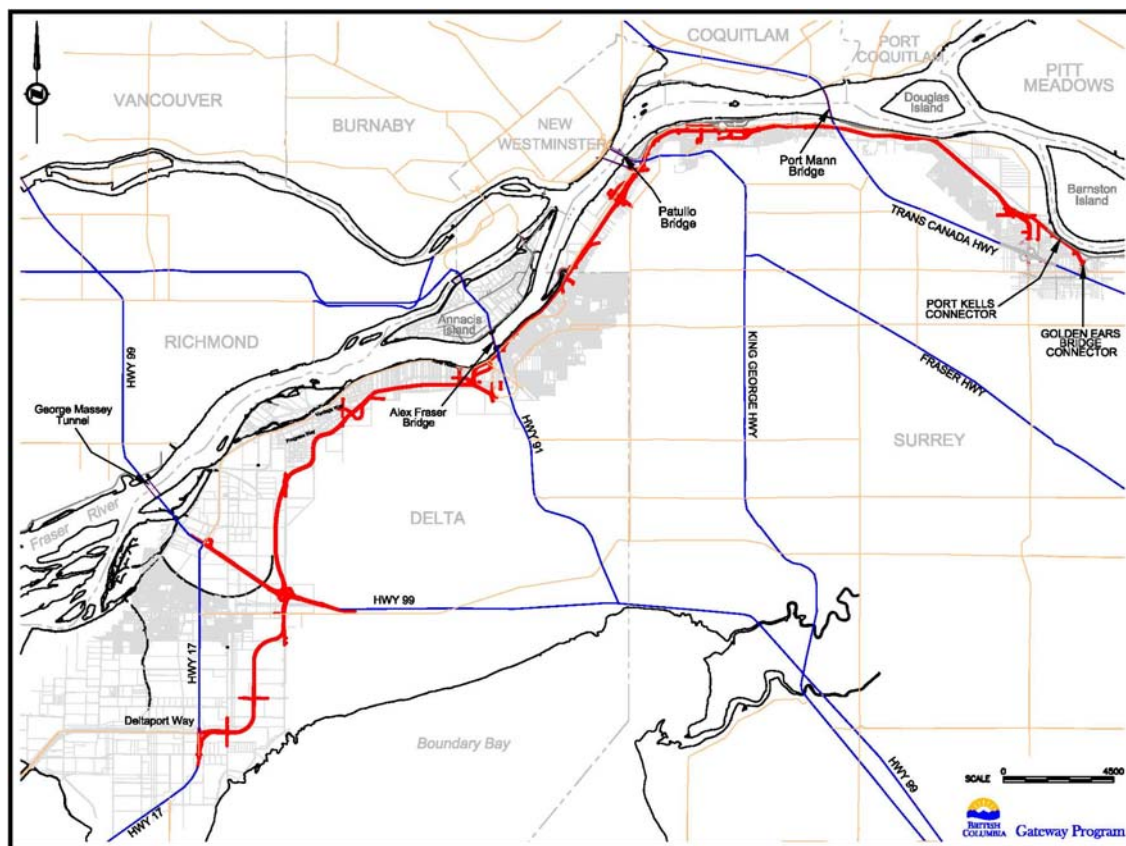 COQUITLAM
PORT
COQUITLAM
PITT
MEADOWS
VANCOUVER
BURNABY
Douglas
Island
NEW
WESTMINSTER
Port Mann
Bridge
Barnston
Island
Patullo
Bridge
TRANS CANADA HWY
PORT KELLS
CONNECTOR
GOLDEN EARS
BRIDGE
CONNECTOR
Annacis
Island
RICHMOND
HWY 99
KING GEORGE HWY
FRASER HWY
George Massey
Tunnel
Alex Fraser
Bridge
HWY 91
SURREY
Fraser River
DELTA
HWY 99
HWY 17
Deltaport Way
Boundary Bay
HWY 99
HWY 17
SCALE 0 4500
BRITISH
COLUMBIA
Gateway Program